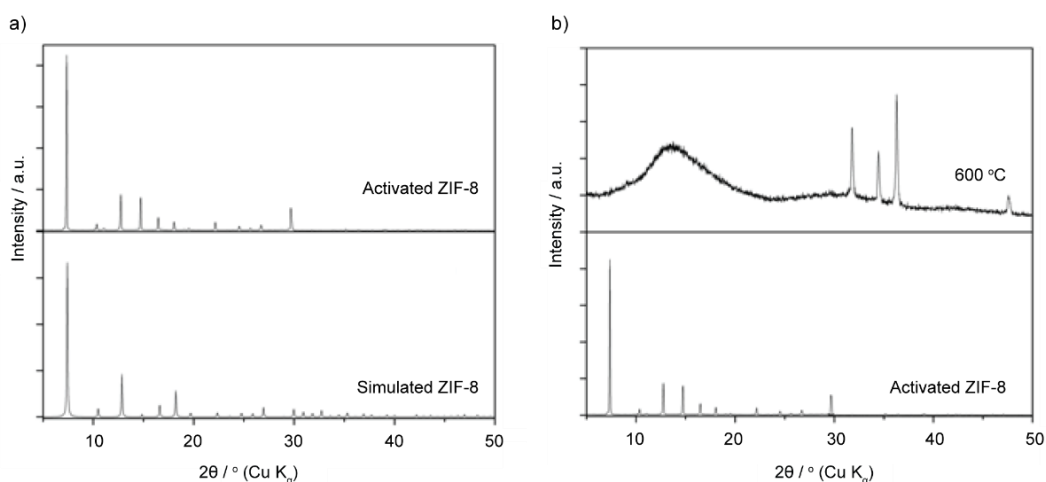 a)
Intensity / a.u.
Activated ZIF-8
Simulated ZIF-8
10
20
30
40
50
2θ / ° (Cu Kα)
b)
Intensity / a.u.
600 °C
Activated ZIF-8
10
20
30
40
50
2θ / ° (Cu Kα)